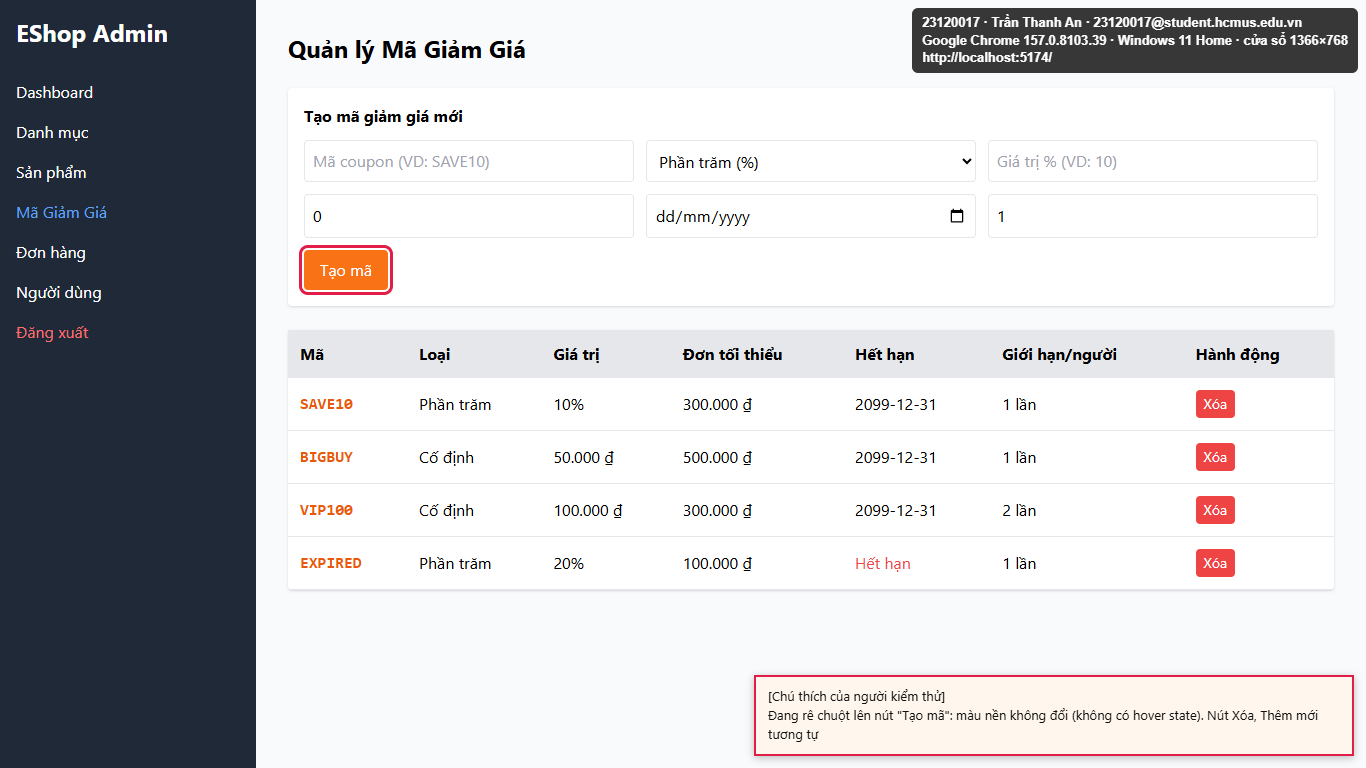 EShop Admin
Dashboard
Danh mục
Sản phẩm
Mã Giảm Giá
Đơn hàng
Người dùng
Đăng xuất
23120017 · Trần Thanh An · 23120017@student.hcmus.edu.vn
Google Chrome 157.0.8103.39 · Windows 11 Home · cửa sổ 1366×768
http://localhost:5174/
Quản lý Mã Giảm Giá
Tạo mã giảm giá mới
Mã coupon (VD: SAVE10) Phần trăm (%) Giá trị % (VD: 10)
0 dd/mm/yyyy 1
Tạo mã
Mã Loại Giá trị Đơn tối thiểu Hết hạn Giới hạn/người Hành động
SAVE10 Phần trăm 10% 300.000 ₫ 2099-12-31 1 lần Xóa
BIGBUY Cố định 50.000 ₫ 500.000 ₫ 2099-12-31 1 lần Xóa
VIP100 Cố định 100.000 ₫ 300.000 ₫ 2099-12-31 2 lần Xóa
EXPIRED Phần trăm 20% 100.000 ₫ Hết hạn 1 lần Xóa
[Chú thích của người kiểm thử]
Đang rê chuột lên nút "Tạo mã": màu nền không đổi (không có hover state). Nút Xóa, Thêm mới
tương tự